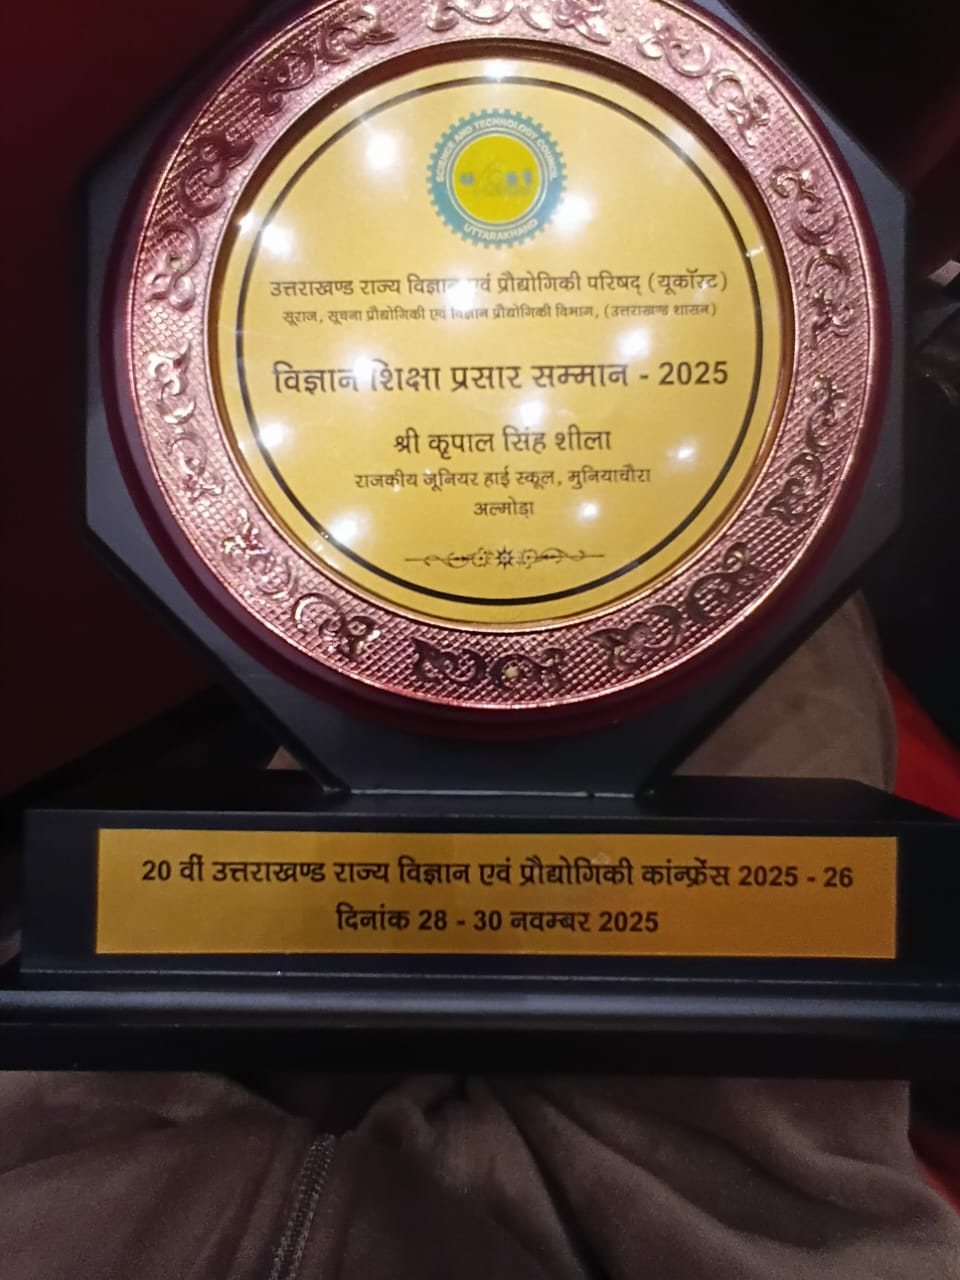 SCIENCE AND TECHNOLOGY COUNCIL
UTTARAKHAND
उत्तराखण्ड राज्य विज्ञान एवं प्रौद्योगिकी परिषद् (यूकॉस्ट)
सूराज, सूचना प्रौद्योगिकी एवं विज्ञान प्रौद्योगिकी विभाग, (उत्तराखण्ड शासन)
विज्ञान शिक्षा प्रसार सम्मान - 2025
श्री कृपाल सिंह शीला
राजकीय जूनियर हाई स्कूल, मुनियाचौरा
अल्मोड़ा
20 वीं उत्तराखण्ड राज्य विज्ञान एवं प्रौद्योगिकी कांन्फ्रेंस 2025 - 26
दिनांक 28 - 30 नवम्बर 2025